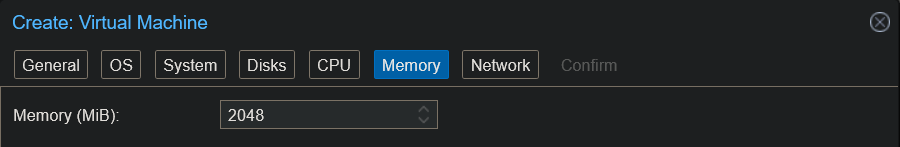 Create: Virtual Machine
General OS System Disks CPU Memory Network Confirm
Memory (MiB): 2048